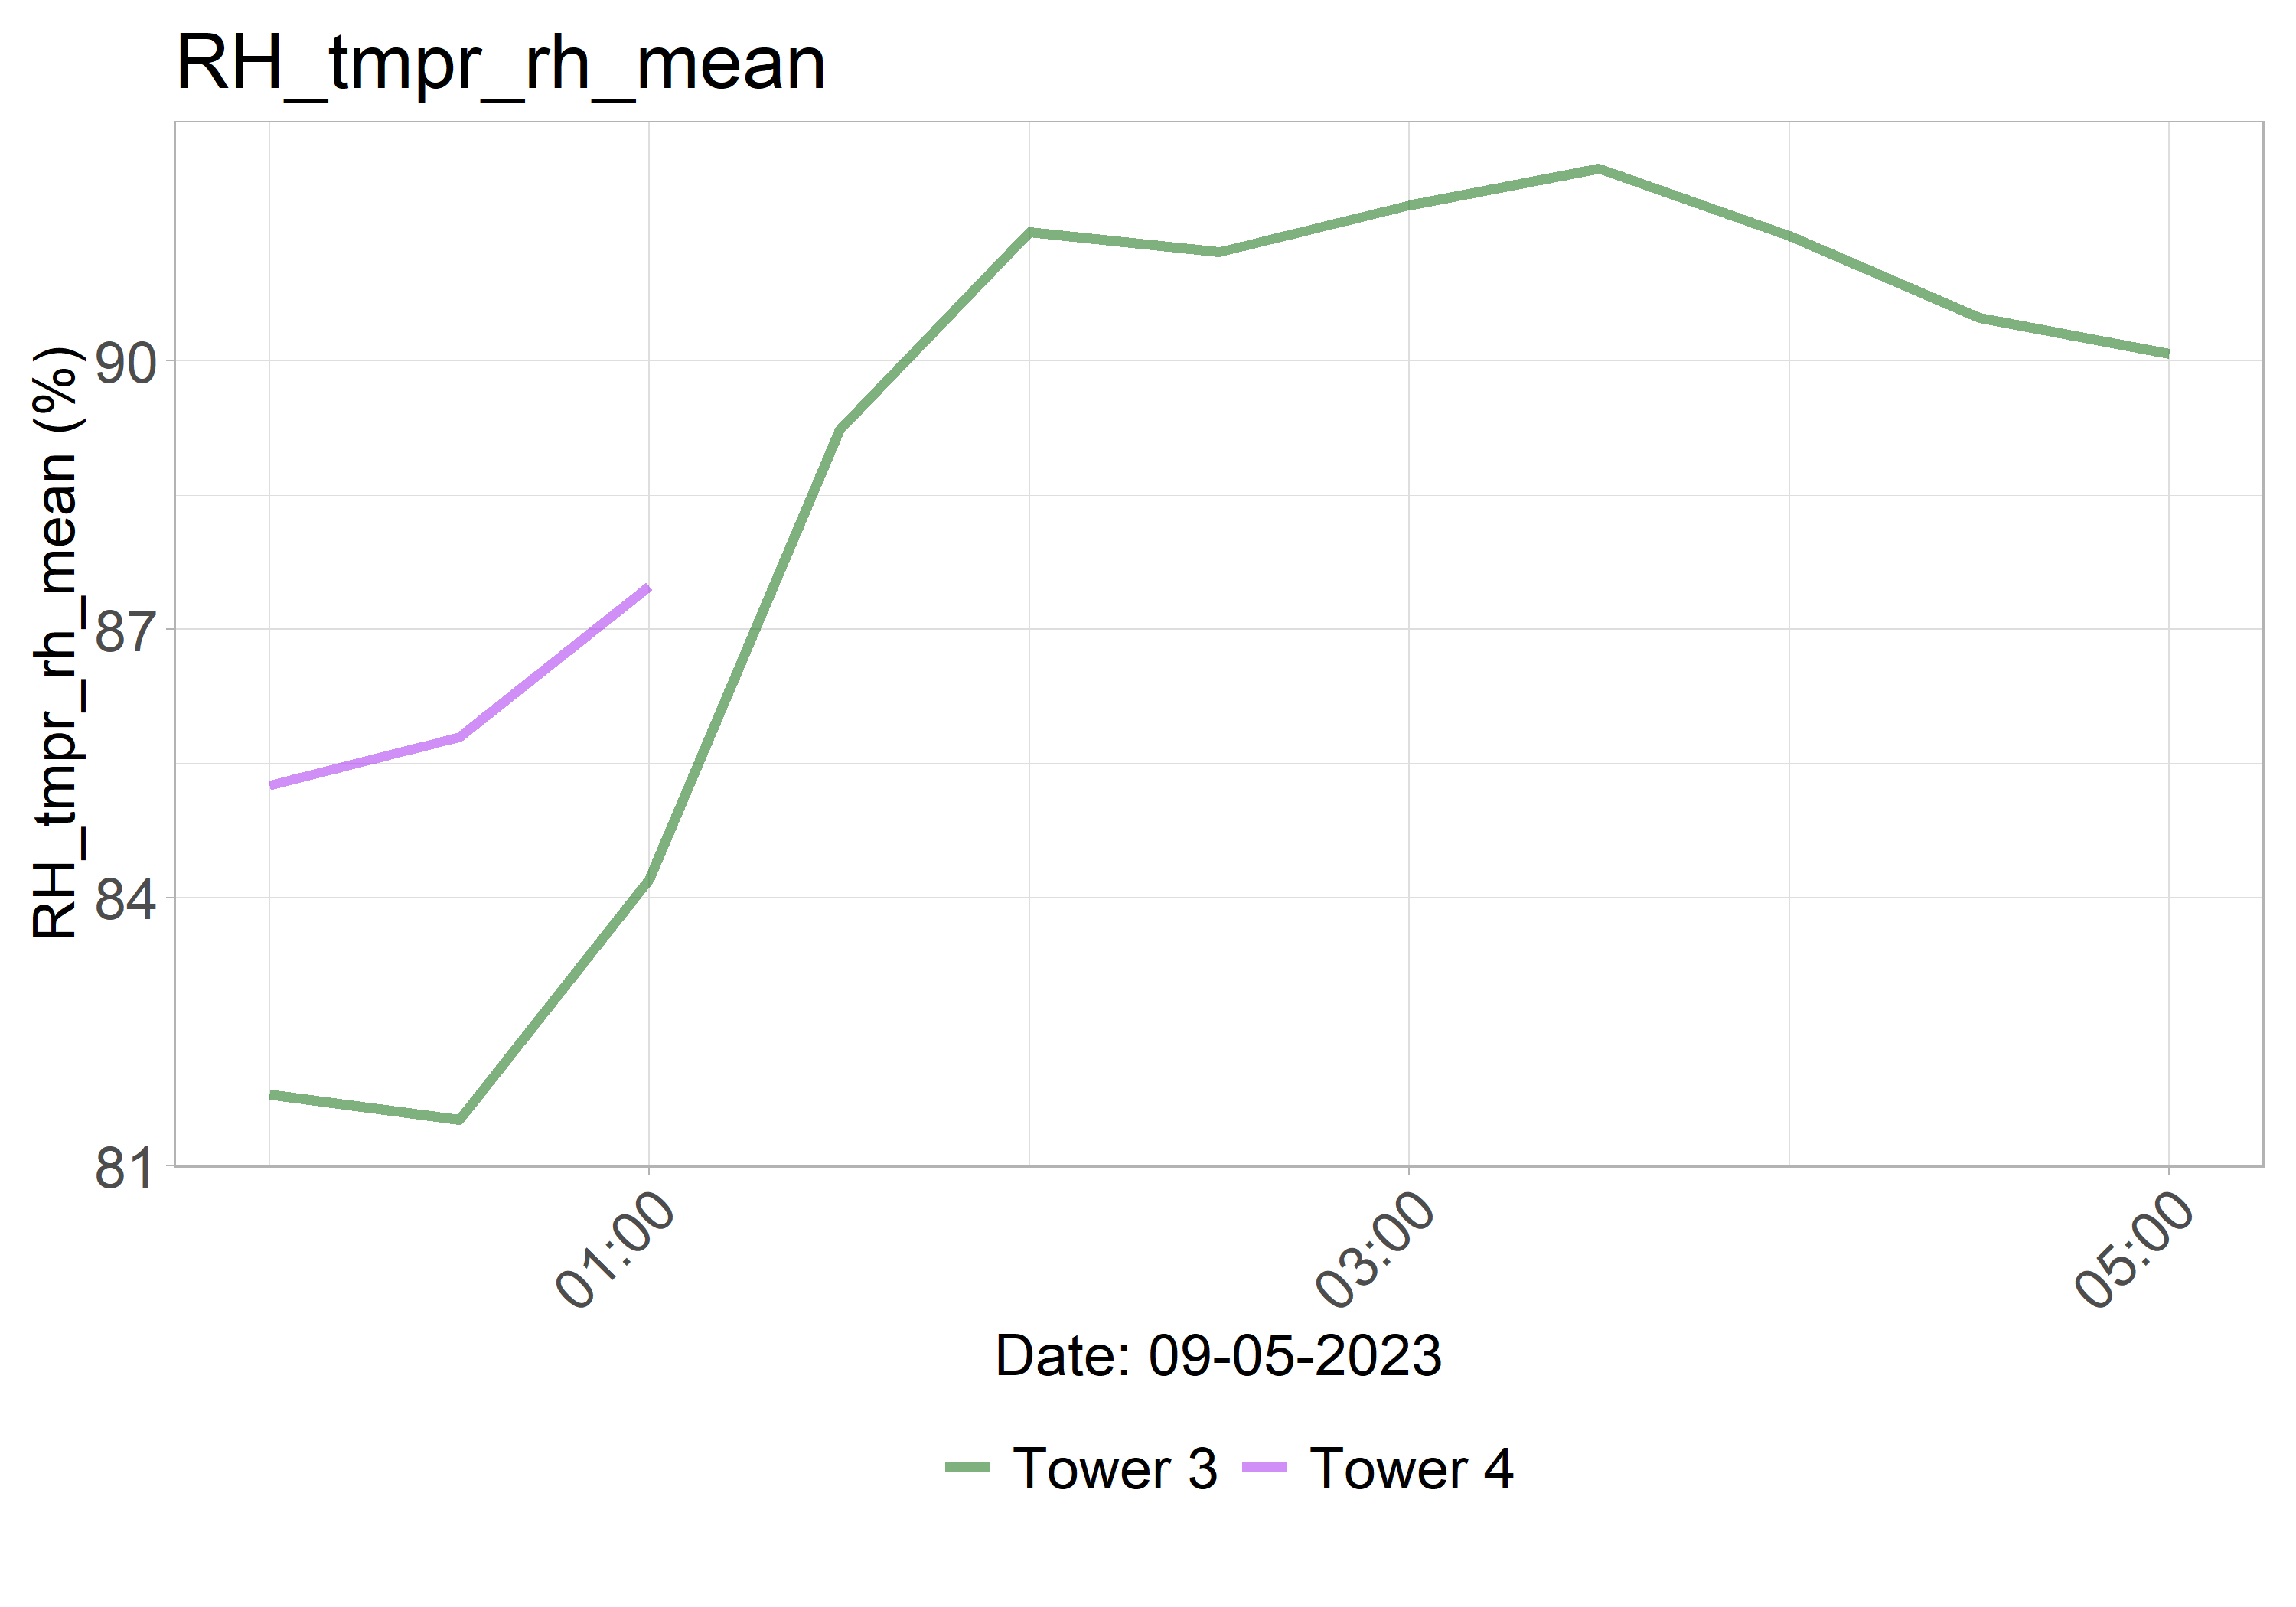 RH_tmpr_rh_mean
RH_tmpr_rh_mean (%)
90
87
84
81
01:00
03:00
05:00
Date: 09-05-2023
Tower 3
Tower 4